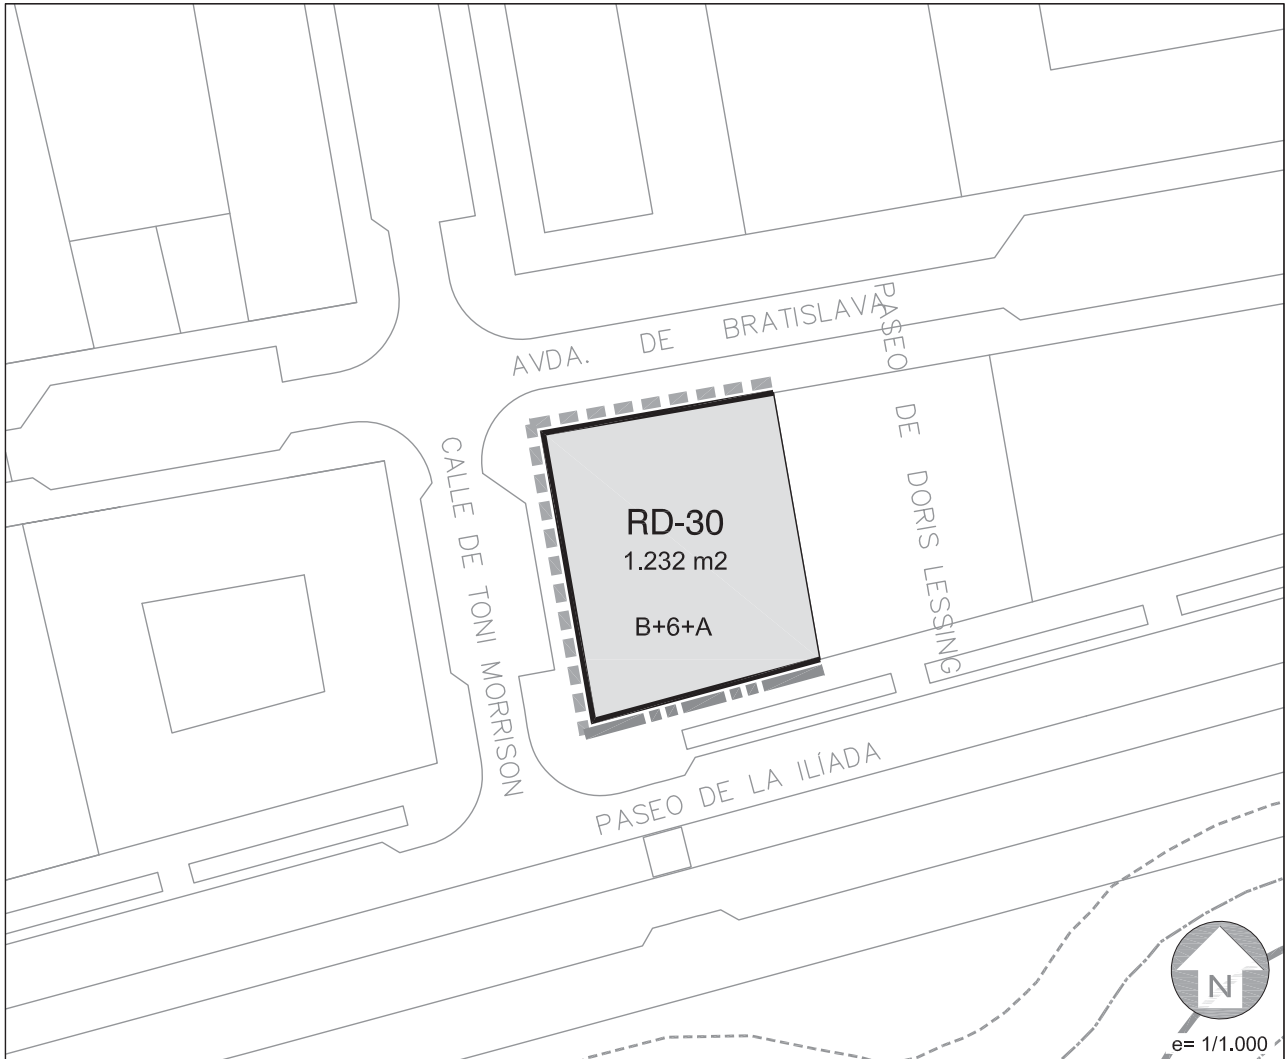 AVDA. DE BRATISLAVA
PASEO DE DORIS LESSING
CALLE DE TONI MORRISON
RD-30
1.232 m2
B+6+A
PASEO DE LA ILÍADA
N
e= 1/1.000